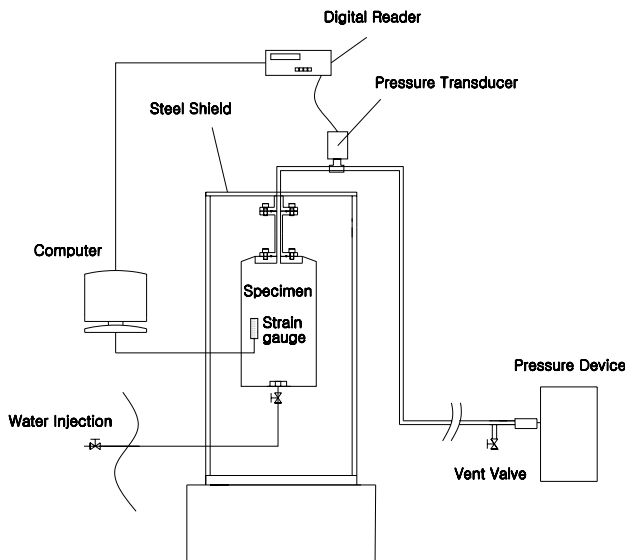 Digital Reader
Pressure Transducer
Steel Shield
Computer
Specimen
Strain
gauge
Pressure Device
Water Injection
Vent Valve